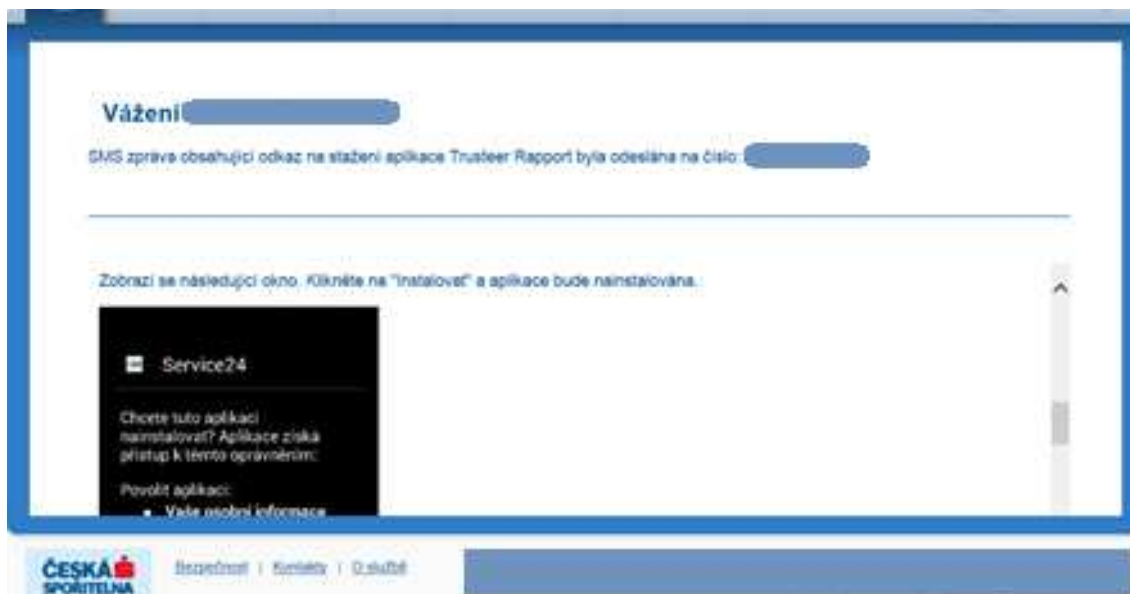 Vážení
SMS zpráva obsahující odkaz na stažení aplikace Trusteer Rapport byla odeslána na číslo:
Zobrazí se následující okno. Klikněte na "Instalovat" a aplikace bude nainstalována.:
Service24
Chcete tuto aplikaci
nainstalovat? Aplikace získá
přístup k těmto oprávněním:
Povolit aplikaci:
• Vaše osobní informace
ČESKÁ
SPOŘITELNA
Bezpečnost | Kontakty | O službě